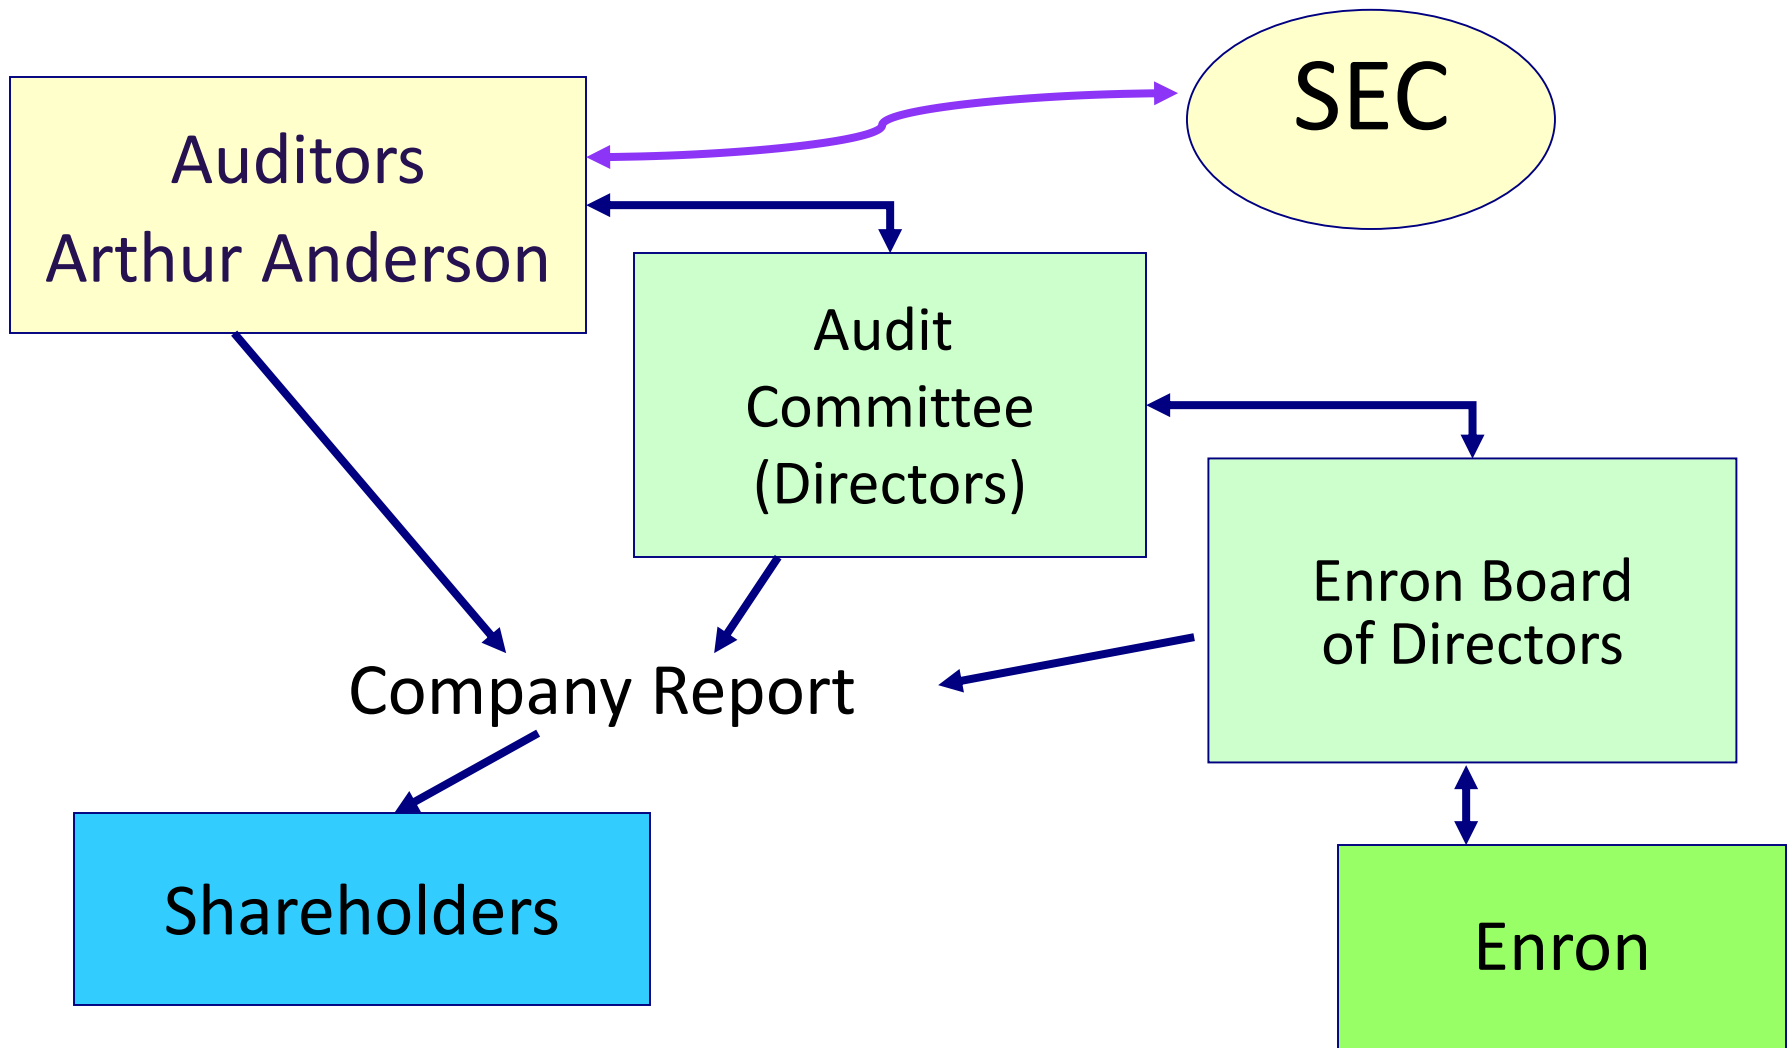 SEC
Auditors
Arthur Anderson
Audit
Committee
(Directors)
Enron Board
of Directors
Company Report
Shareholders
Enron